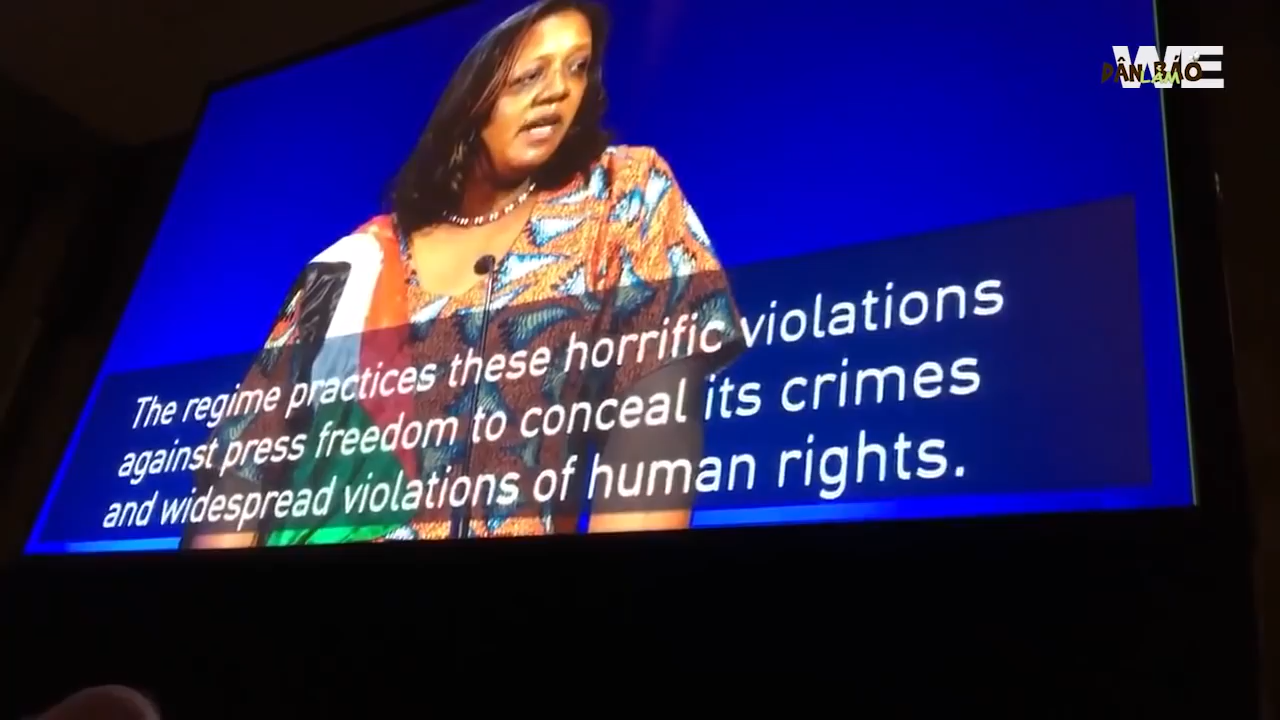 WE
DÂN LÀM BÁO
The regime practices these horrific violations
against press freedom to conceal its crimes
and widespread violations of human rights.